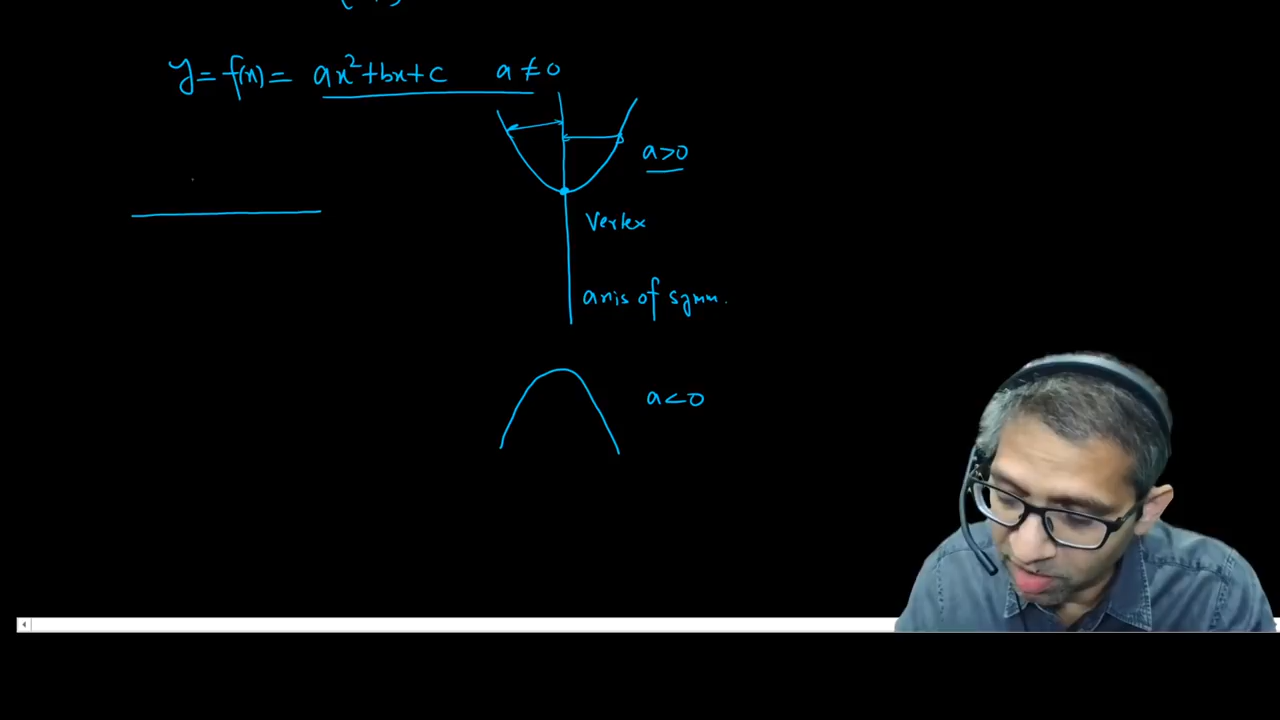 y = f(x) = ax²+bx+c a ≠ 0
a>0
Vertex
axis of symm.
a<0